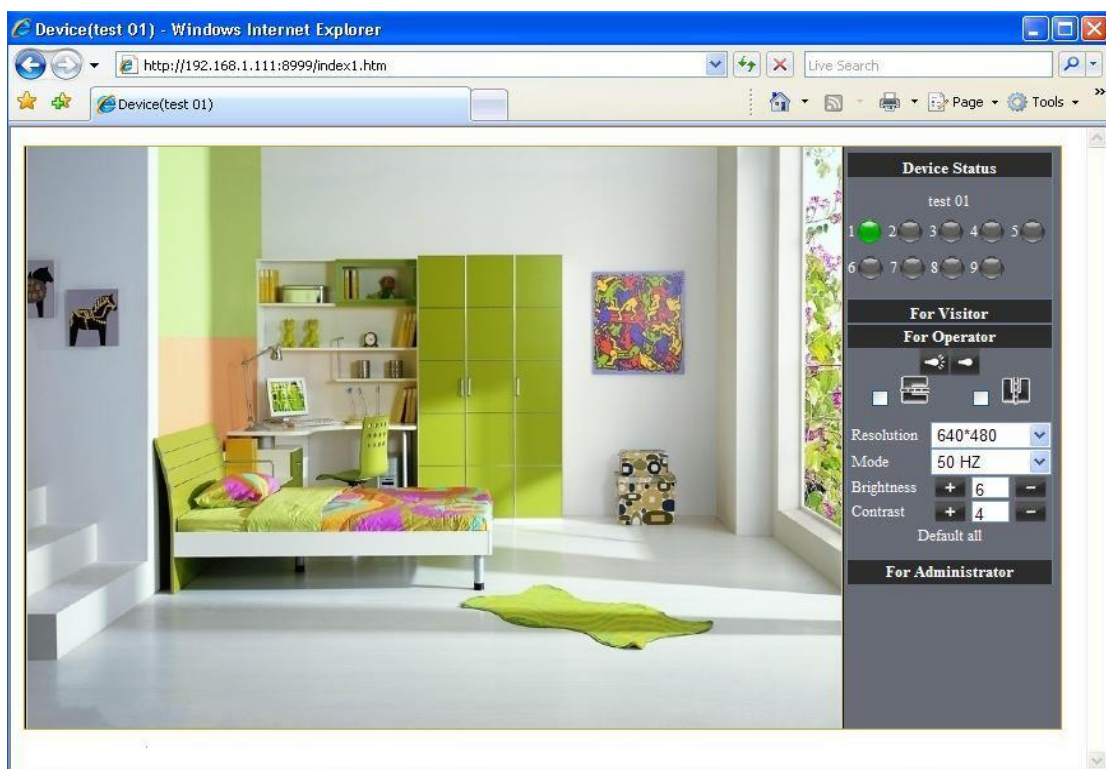 Device(test 01) - Windows Internet Explorer
http://192.168.1.111:8999/index1.htm
Live Search
Device(test 01)
Page
Tools
»
Device Status
test 01
1 2 3 4 5
6 7 8 9
For Visitor
For Operator
Resolution 640*480
Mode 50 HZ
Brightness + 6 -
Contrast + 4 -
Default all
For Administrator